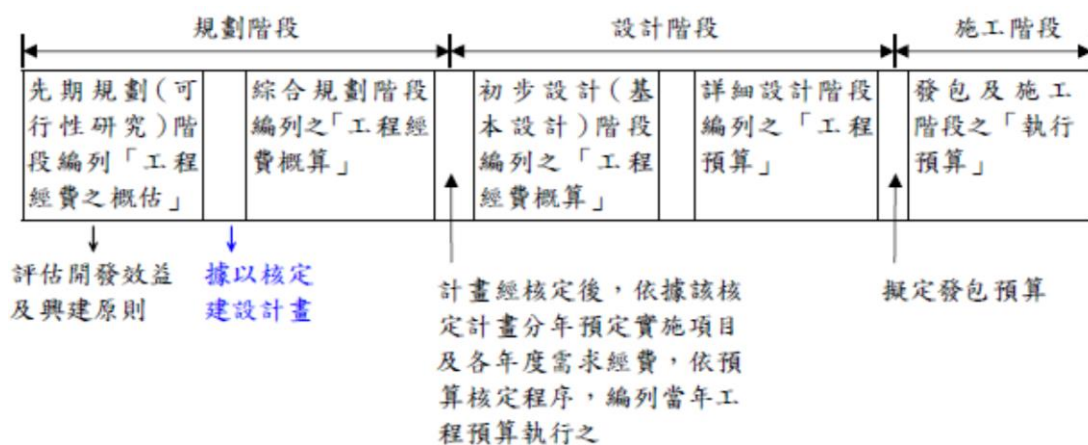 規劃階段
設計階段
施工階段
先期規劃(可
行性研究)階
段編列「工程
經費之概估」
綜合規劃階段
編列之「工程經
費概算」
初步設計(基
本設計)階段
編列之「工程
經費概算」
詳細設計階段
編列之「工程
預算」
發包及施工
階段之「執行
預算」
評估開發效益
及興建原則
據以核定
建設計畫
計畫經核定後,依據該核
定計畫分年預定實施項目
及各年度需求經費,依預
算核定程序,編列當年工
程預算執行之
擬定發包預算